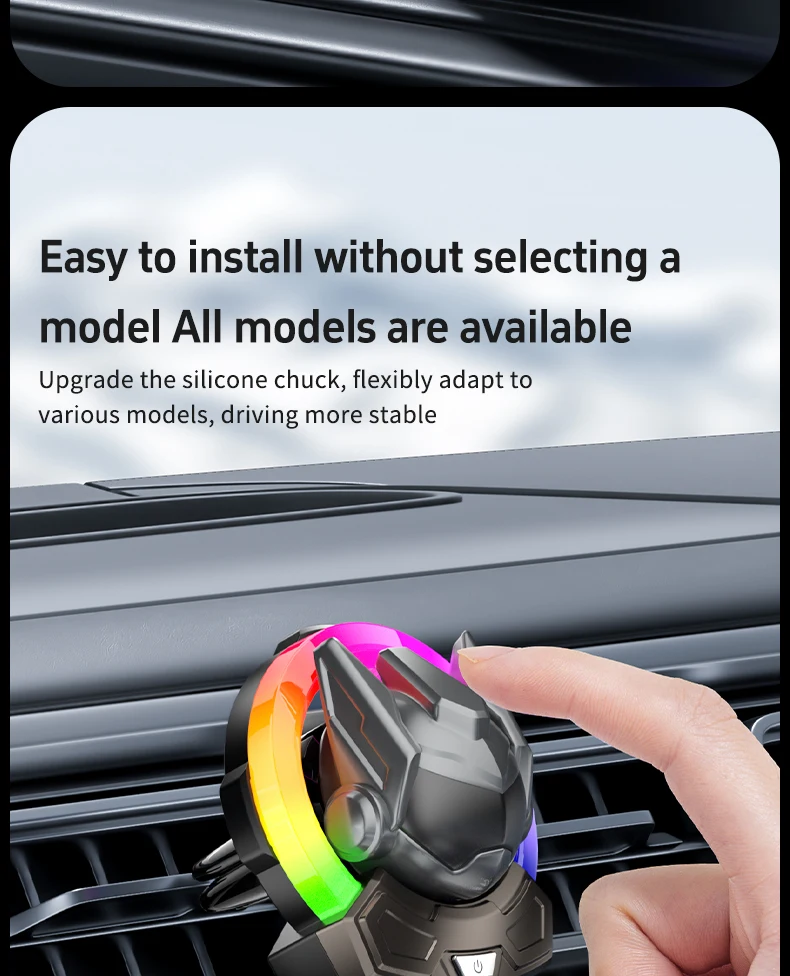 Easy to install without selecting a
model All models are available
Upgrade the silicone chuck, flexibly adapt to
various models, driving more stable